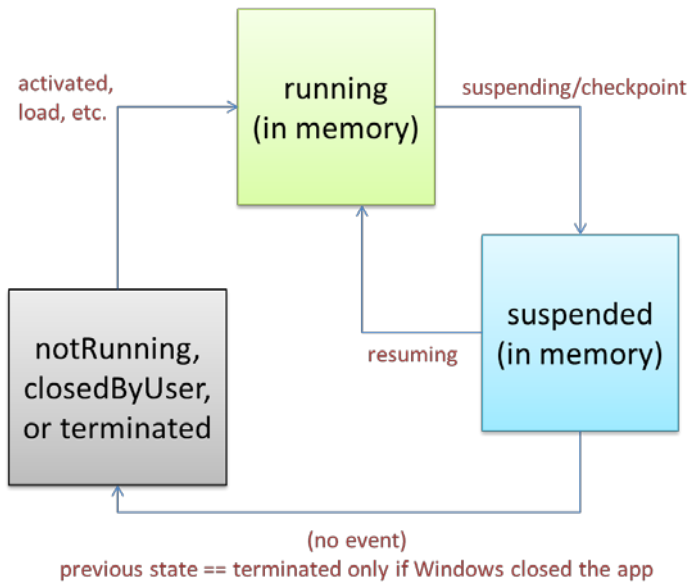 activated,
load, etc.
running
(in memory)
suspending/checkpoint
notRunning,
closedByUser,
or terminated
suspended
(in memory)
resuming
(no event)
previous state == terminated only if Windows closed the app